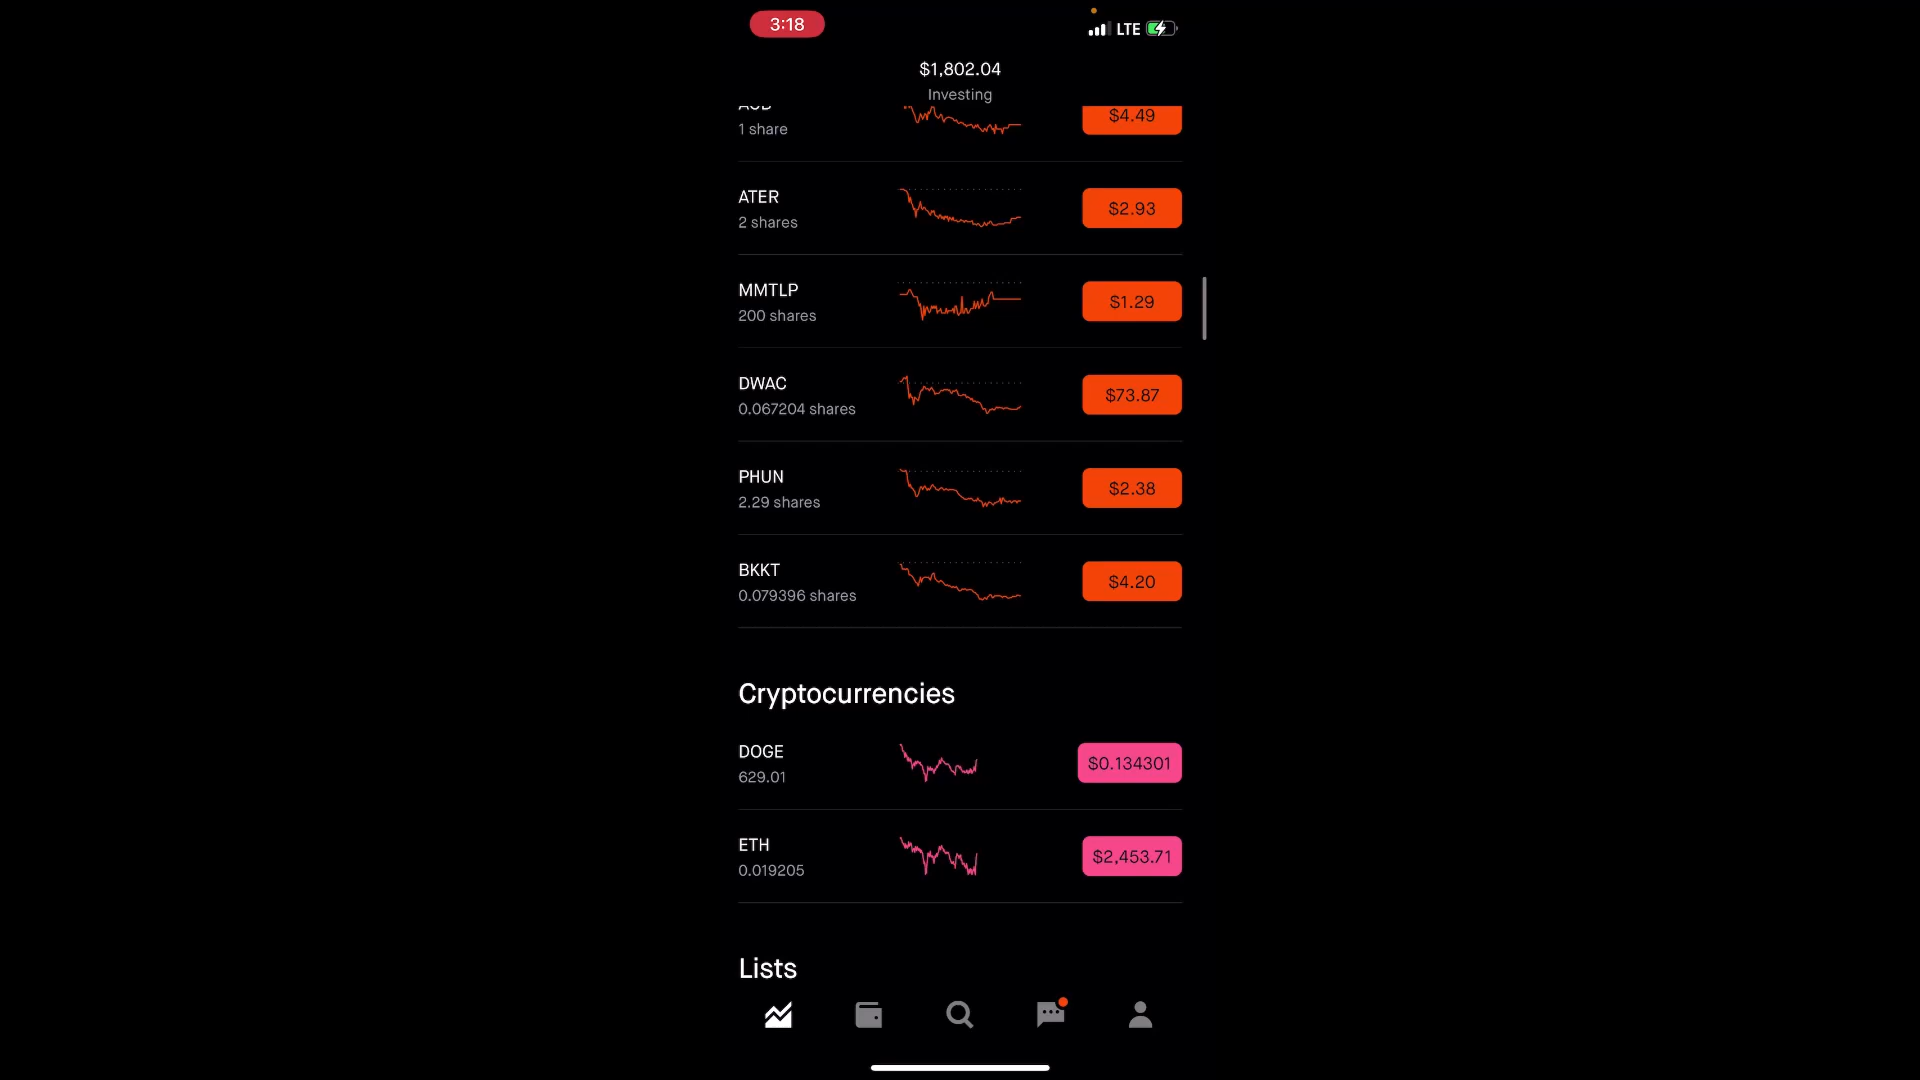 3:18
LTE
$1,802.04
Investing
$4.49
1 share
ATER
2 shares
$2.93
MMTLP
200 shares
$1.29
DWAC
0.067204 shares
$73.87
PHUN
2.29 shares
$2.38
BKKT
0.079396 shares
$4.20
Cryptocurrencies
DOGE
629.01
$0.134301
ETH
0.019205
$2,453.71
Lists